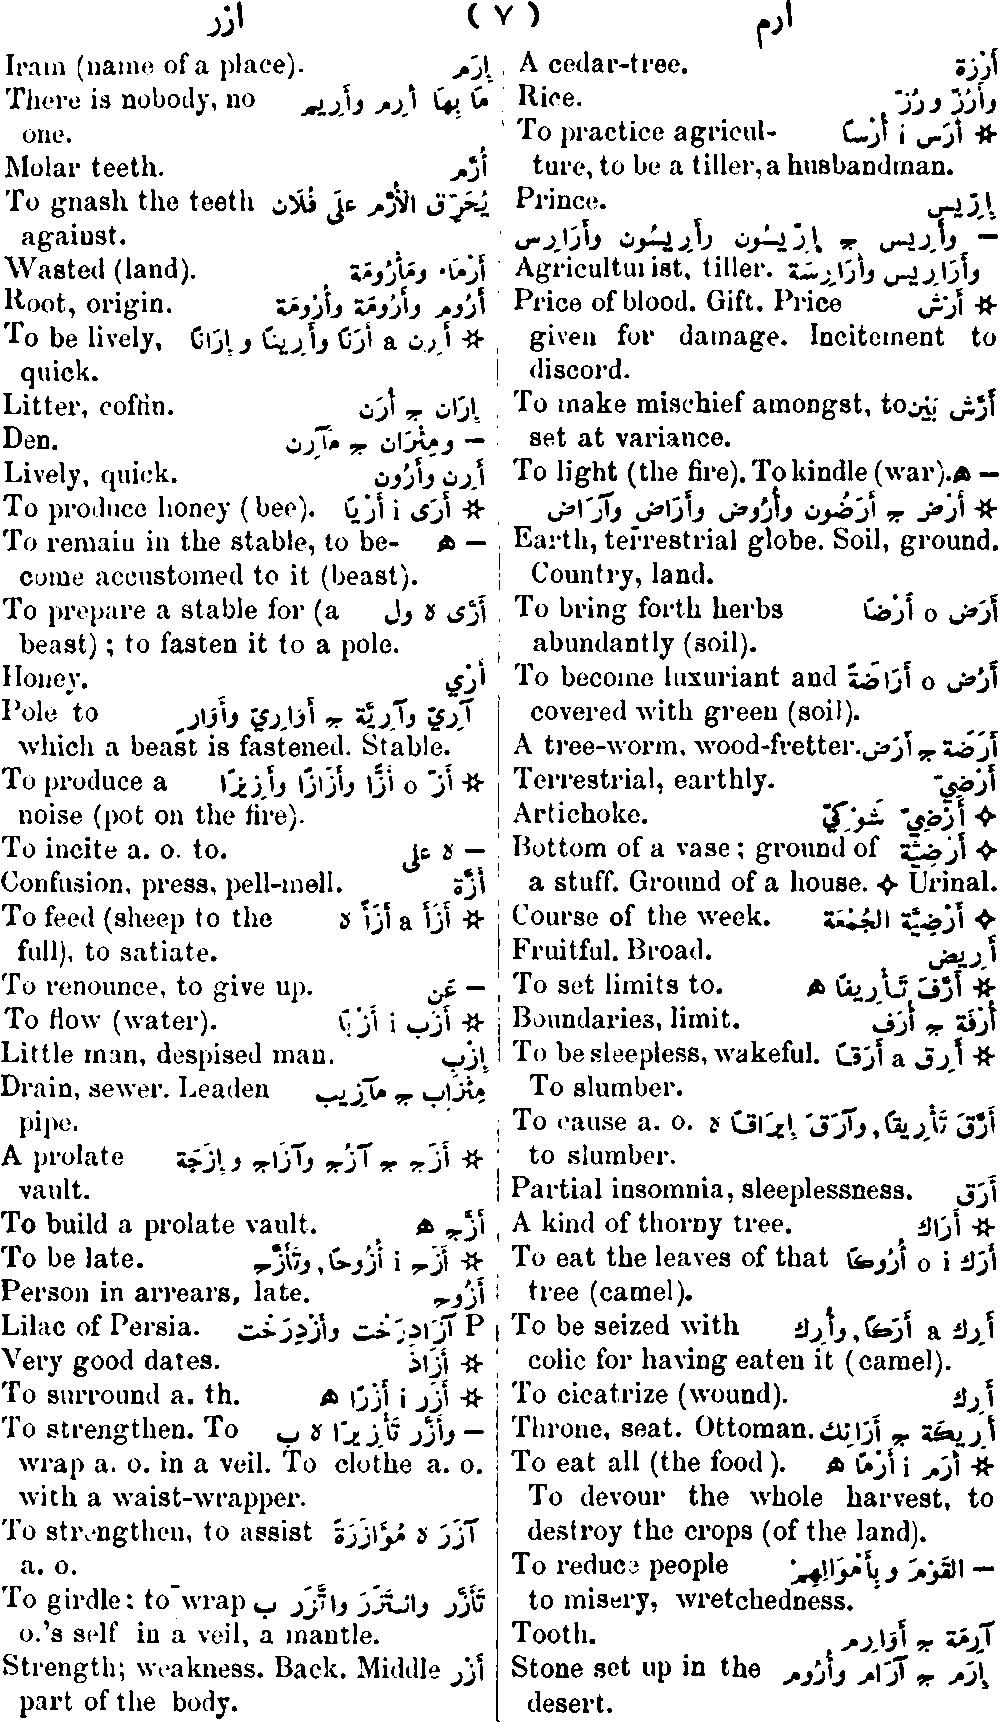 ارم (٧) ازر
A cedar-tree. أَرْزَة
Rice. وأَرُزّ ورُزّ
To practice agricul- ✲ أَرَس i أَرْسًا
ture, to be a tiller, a husbandman.
Prince. إِرِّيس
— وأَرِيس ج إِرِّيسُون وأَرِيسُون وأَرَارِس
Agriculturist, tiller. وأَرَارِيس وأَرَارِسَة
Price of blood. Gift. Price ✲ أَرْش
given for damage. Incitement to
discord.
To make mischief amongst, to أَرَّش بَيْن
set at variance.
To light (the fire). To kindle (war). — ه
✲ أَرْض ج أَرَضُون وأُرُوض وأَرَاضٍ وآرَاض
Earth, terrestrial globe. Soil, ground.
Country, land.
To bring forth herbs أَرَض o أَرْضًا
abundantly (soil).
To become luxuriant and أَرُض o أَرَاضَةً
covered with green (soil).
A tree-worm, wood-fretter. أَرَضَة ج أَرَض
Terrestrial, earthly. أَرْضِيّ
Artichoke. ✧ أَرْضِيّ شَوْكِيّ
Bottom of a vase; ground of ✧ أَرْضِيَّة
a stuff. Ground of a house. ✧ Urinal.
Course of the week. ✧ أَرْضِيَّة الجُمْعَة
Fruitful. Broad. أَرِيض
To set limits to. ✲ أَرَّفَ تَأْرِيفًا ه
Boundaries, limit. أُرْفَة ج أُرَف
To be sleepless, wakeful. ✲ أَرِق a أَرَقًا
To slumber.
To cause a. o. أَرَّقَ تَأْرِيقًا, وآرَقَ إِيرَاقًا ه
to slumber.
Partial insomnia, sleeplessness. أَرَق
A kind of thorny tree. ✲ أَرَاك
To eat the leaves of that أَرَك o i أُرُوكًا
tree (camel).
To be seized with أَرِك a أَرَكًا, وأُرِك
colic for having eaten it (camel).
To cicatrize (wound). أَرِك
Throne, seat. Ottoman. أَرِيكَة ج أَرَائِك
To eat all (the food). ✲ أَرَم i أَرْمًا ه
To devour the whole harvest, to
destroy the crops (of the land).
To reduce people — القَوْمَ وبِأَمْوَالِهِمْ
to misery, wretchedness.
Tooth. آرِمَة ج أَوَارِم
Stone set up in the إِرَم ج آرَام وأُرُوم
desert.
Iram (name of a place). إِرَم
There is nobody, no مَا بِهَا أَرِم وأَرِيم
one.
Molar teeth. أُرَّم
To gnash the teeth يُحَرِّق الأُرَّم عَلَى فُلَان
against.
Wasted (land). أَرْمَاء ومَأْرُومَة
Root, origin. أَرُوم وأَرُومَة وأُرُومَة
To be lively, ✲ أَرِن a أَرَنًا وأَرِينًا وإِرَانًا
quick.
Litter, coffin. إِرَان ج أُرُن
Den. — ومِئْرَان ج مَآرِن
Lively, quick. أَرِن وأَرُون
To produce honey (bee). ✲ أَرَى i أَرْيًا
To remain in the stable, to be- — ه
come accustomed to it (beast).
To prepare a stable for (a أَرَّى ه ول
beast); to fasten it to a pole.
Honey. أَرْي
Pole to آرِيّ وآرِيَّة ج أَوَارِيّ وأَوَارٍ
which a beast is fastened. Stable.
To produce a ✲ أَزّ o أَزًّا وأَزَازًا وأَزِيزًا
noise (pot on the fire).
To incite a. o. to. — ه على
Confusion, press, pell-mell. أَزَّة
To feed (sheep to the ✲ أَزَأ a أَزْأً ه
full), to satiate.
To renounce, to give up. — عَن
To flow (water). ✲ أَزَب i أَزْبًا
Little man, despised man. إِزْب
Drain, sewer. Leaden مِئْزَاب ج مَآزِيب
pipe.
A prolate ✲ أَزَج ج آزُج وآزَاج وإِزَجَة
vault.
To build a prolate vault. أَزَّج ه
To be late. ✲ أَزَح i أُزُوحًا, وتَأَزَّح
Person in arrears, late. أَزُوح
Lilac of Persia. P آزَادَرَخْت وأَزْدِرَخْت
Very good dates. ✲ أَزَاذ
To surround a. th. ✲ أَزَر i أَزْرًا ه
To strengthen. To — وأَزَّر تَأْزِيرًا ه ب
wrap a. o. in a veil. To clothe a. o.
with a waist-wrapper.
To strengthen, to assist آزَرَ ه مُؤَازَرَةً
a. o.
To girdle: to wrap تَأَزَّر وائْتَزَرَ واتَّزَر ب
o.'s self in a veil, a mantle.
Strength; weakness. Back. Middle أَزْر
part of the body.